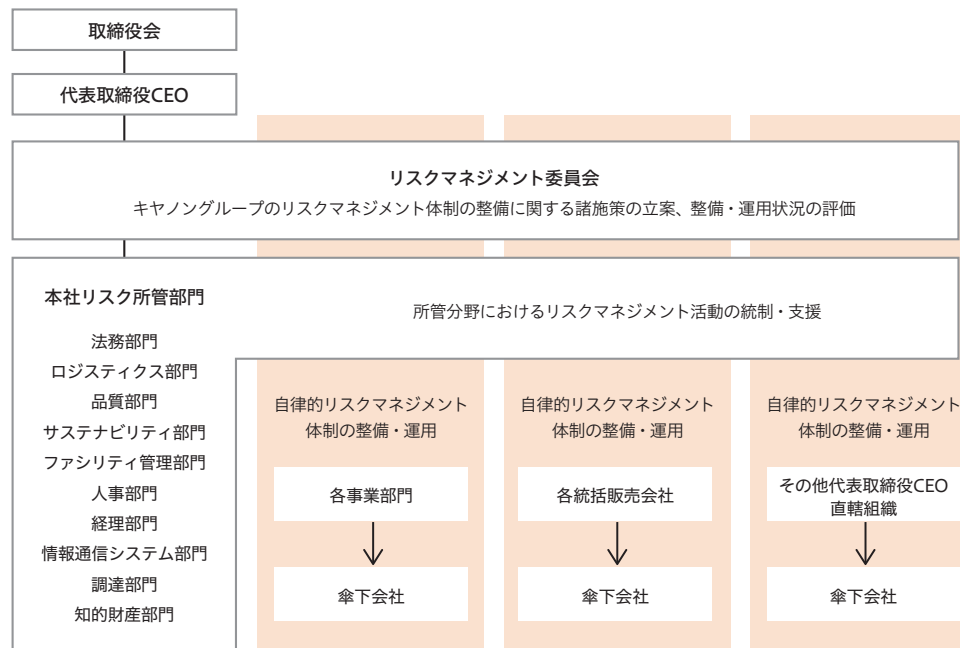 取締役会
代表取締役CEO
リスクマネジメント委員会
キヤノングループのリスクマネジメント体制の整備に関する諸施策の立案、整備・運用状況の評価
本社リスク所管部門
法務部門
ロジスティクス部門
品質部門
サステナビリティ部門
ファシリティ管理部門
人事部門
経理部門
情報通信システム部門
調達部門
知的財産部門
所管分野におけるリスクマネジメント活動の統制・支援
自律的リスクマネジメント
体制の整備・運用
各事業部門
傘下会社
自律的リスクマネジメント
体制の整備・運用
各統括販売会社
傘下会社
自律的リスクマネジメント
体制の整備・運用
その他代表取締役CEO
直轄組織
傘下会社